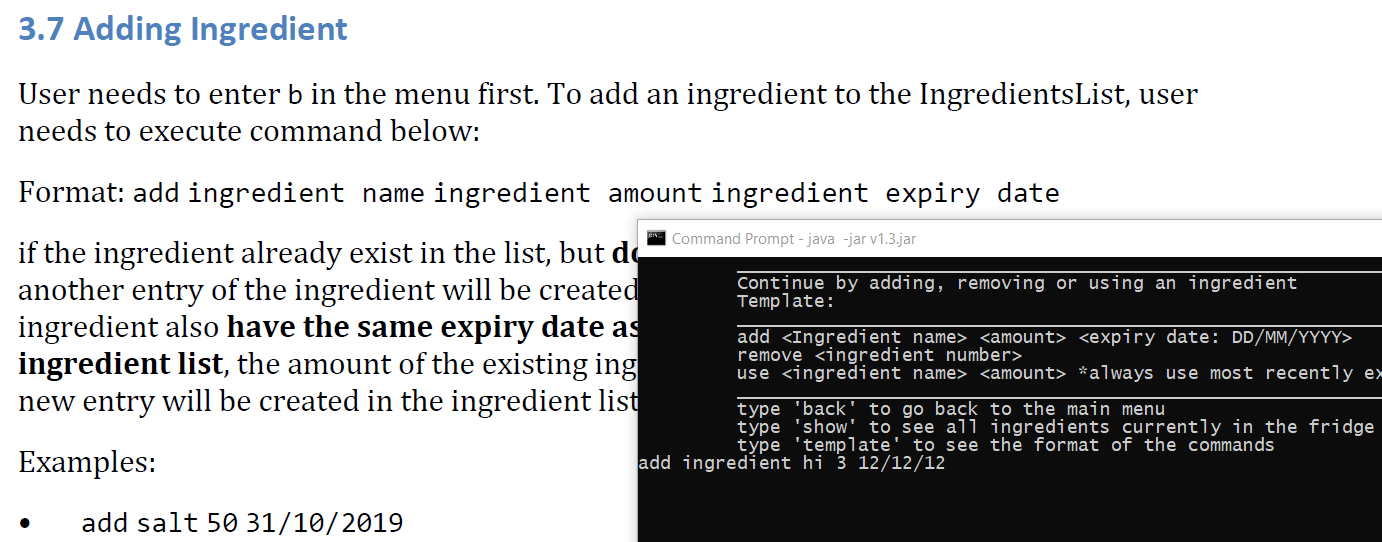 3.7 Adding Ingredient
User needs to enter b in the menu first. To add an ingredient to the IngredientsList, user
needs to execute command below:
Format: add ingredient name ingredient amount ingredient expiry date
if the ingredient already exist in the list, but
another entry of the ingredient will be created
ingredient also have the same expiry date as
ingredient list, the amount of the existing ing
new entry will be created in the ingredient list
Examples:
• add salt 50 31/10/2019
Command Prompt - java -jar v1.3.jar
Continue by adding, removing or using an ingredient
Template:
add <Ingredient name> <amount> <expiry date: DD/MM/YYYY>
remove <ingredient number>
use <ingredient name> <amount> *always use most recently ex
type 'back' to go back to the main menu
type 'show' to see all ingredients currently in the fridge
type 'template' to see the format of the commands
add ingredient hi 3 12/12/12